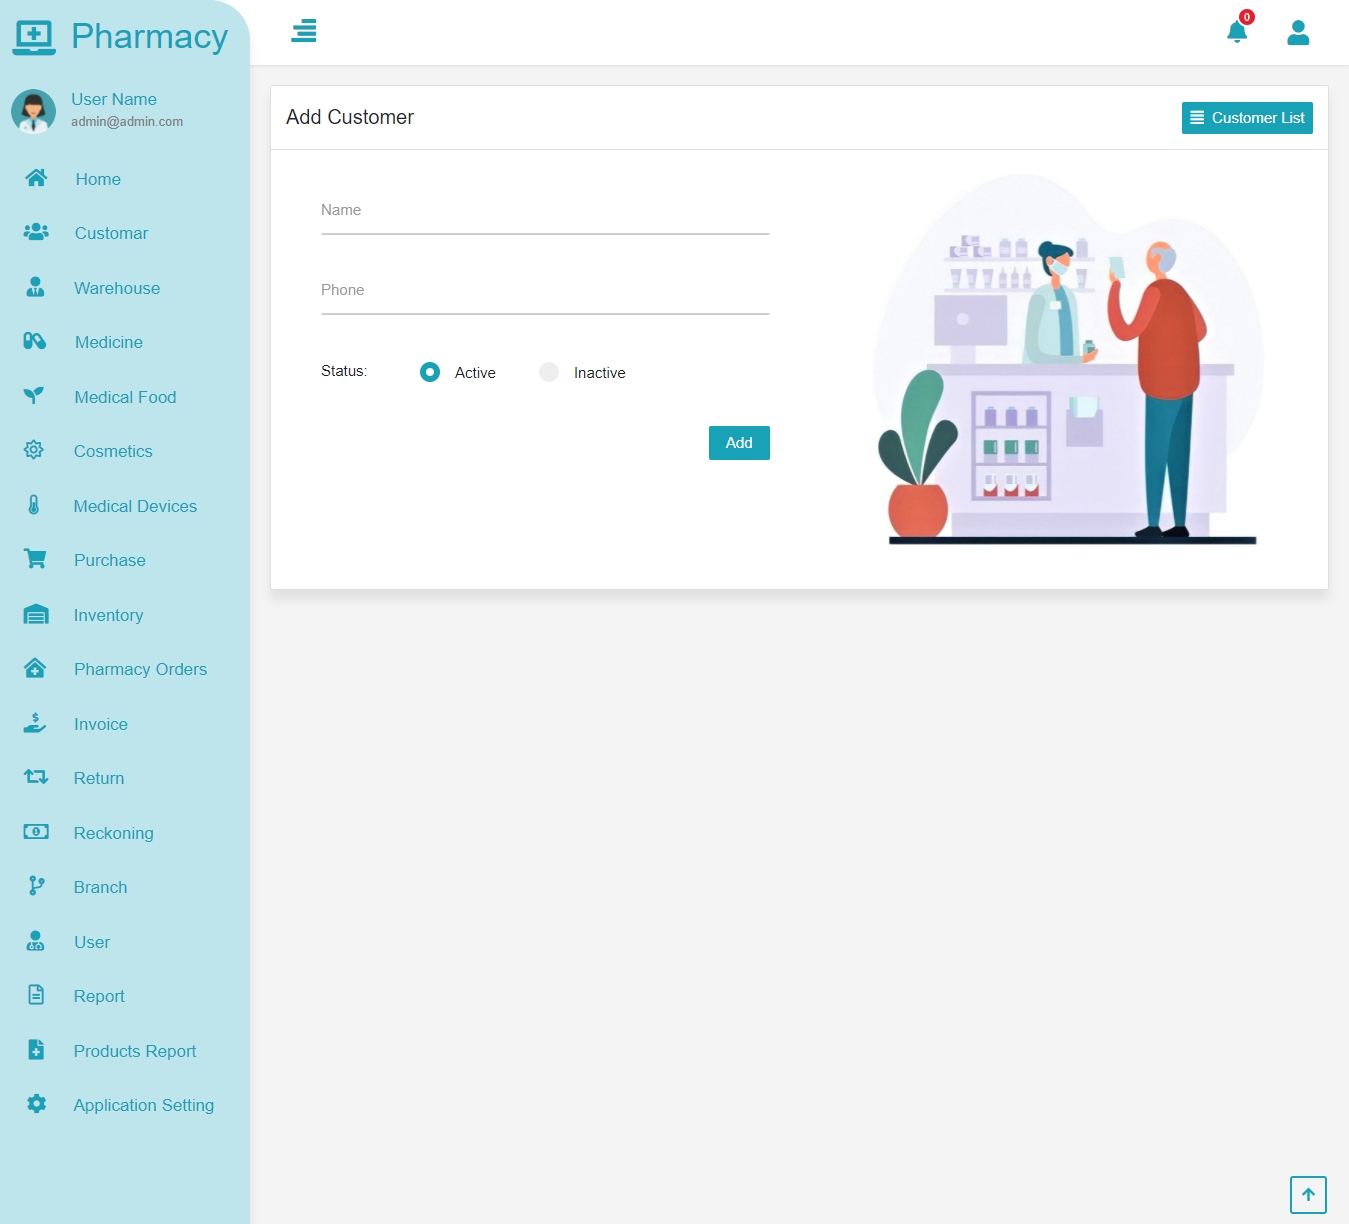 Pharmacy
0
User Name
admin@admin.com
Home
Customar
Warehouse
Medicine
Medical Food
Cosmetics
Medical Devices
Purchase
Inventory
Pharmacy Orders
Invoice
Return
Reckoning
Branch
User
Report
Products Report
Application Setting
Add Customer
Customer List
Name
Phone
Status:
Active
Inactive
Add